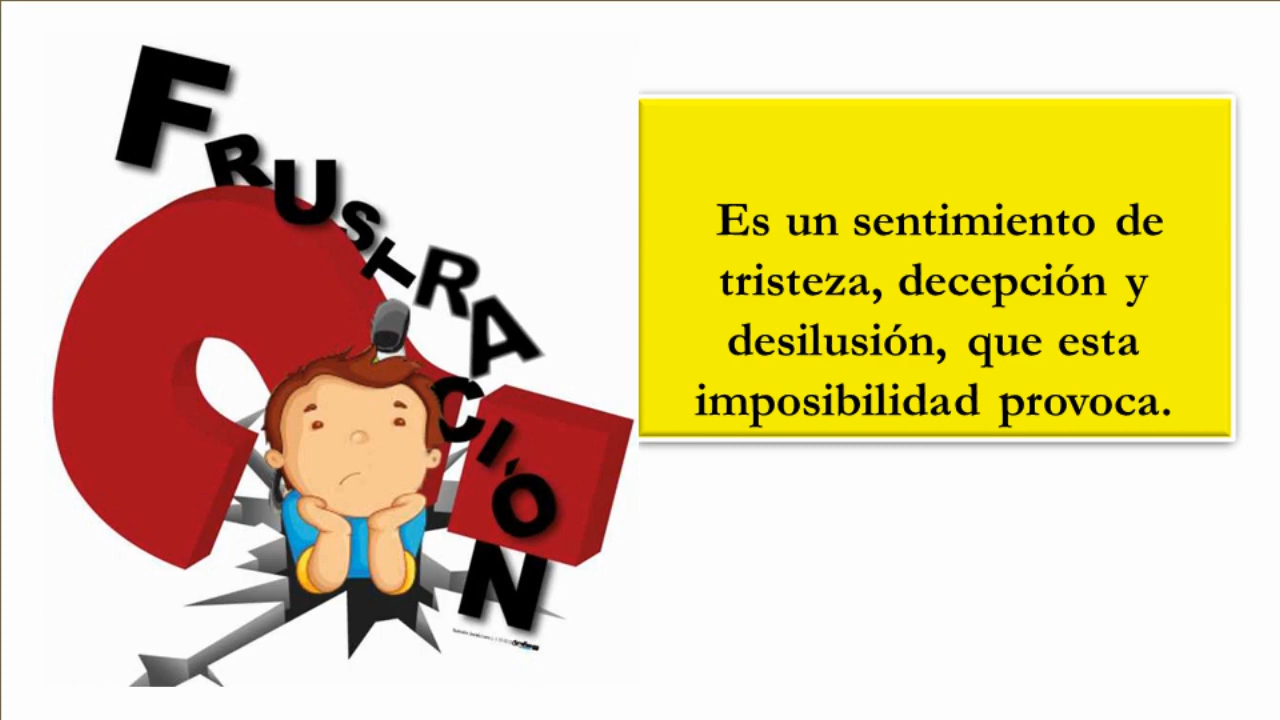 FRUSTRACIÓN
Es un sentimiento de
tristeza, decepción y
desilusión, que esta
imposibilidad provoca.